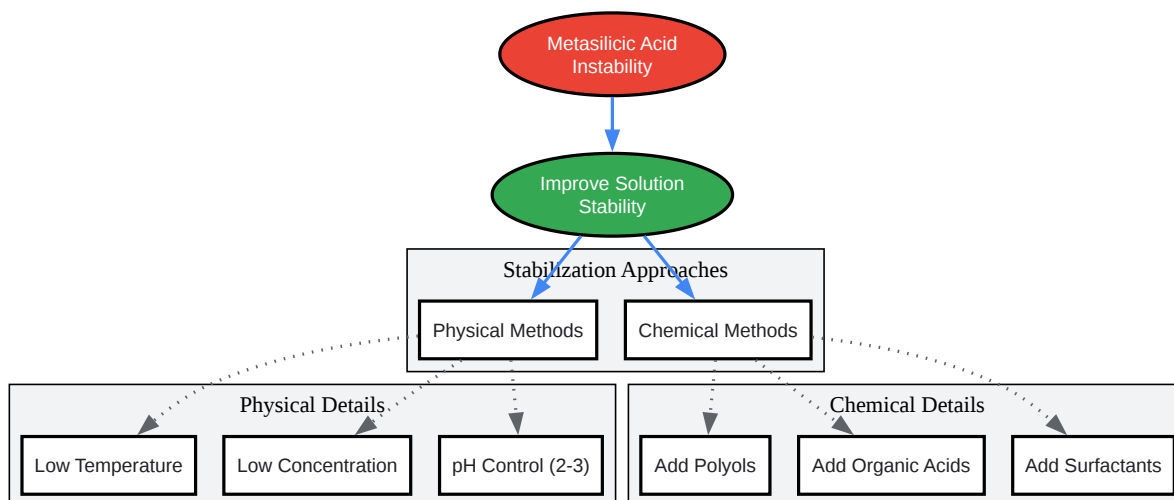 Metasilicic Acid
Instability
Improve Solution
Stability
Stabilization Approaches
Physical Methods
Chemical Methods
Physical Details
Chemical Details
Low Temperature
Low Concentration
pH Control (2-3)
Add Polyols
Add Organic Acids
Add Surfactants